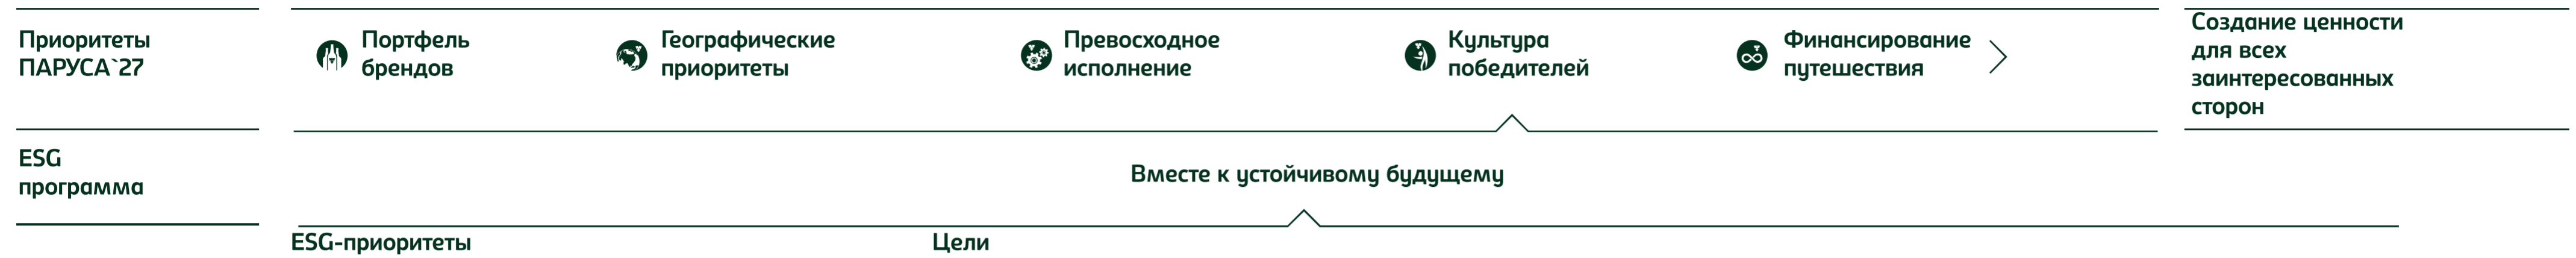 Приоритеты
ПАРУСА`27
Портфель
брендов
Географические
приоритеты
Превосходное
исполнение
Культура
победителей
Финансирование
путешествия
Создание ценности
для всех
заинтересованных
сторон
ESG
программа
Вместе к устойчивому будущему
ESG-приоритеты
Цели